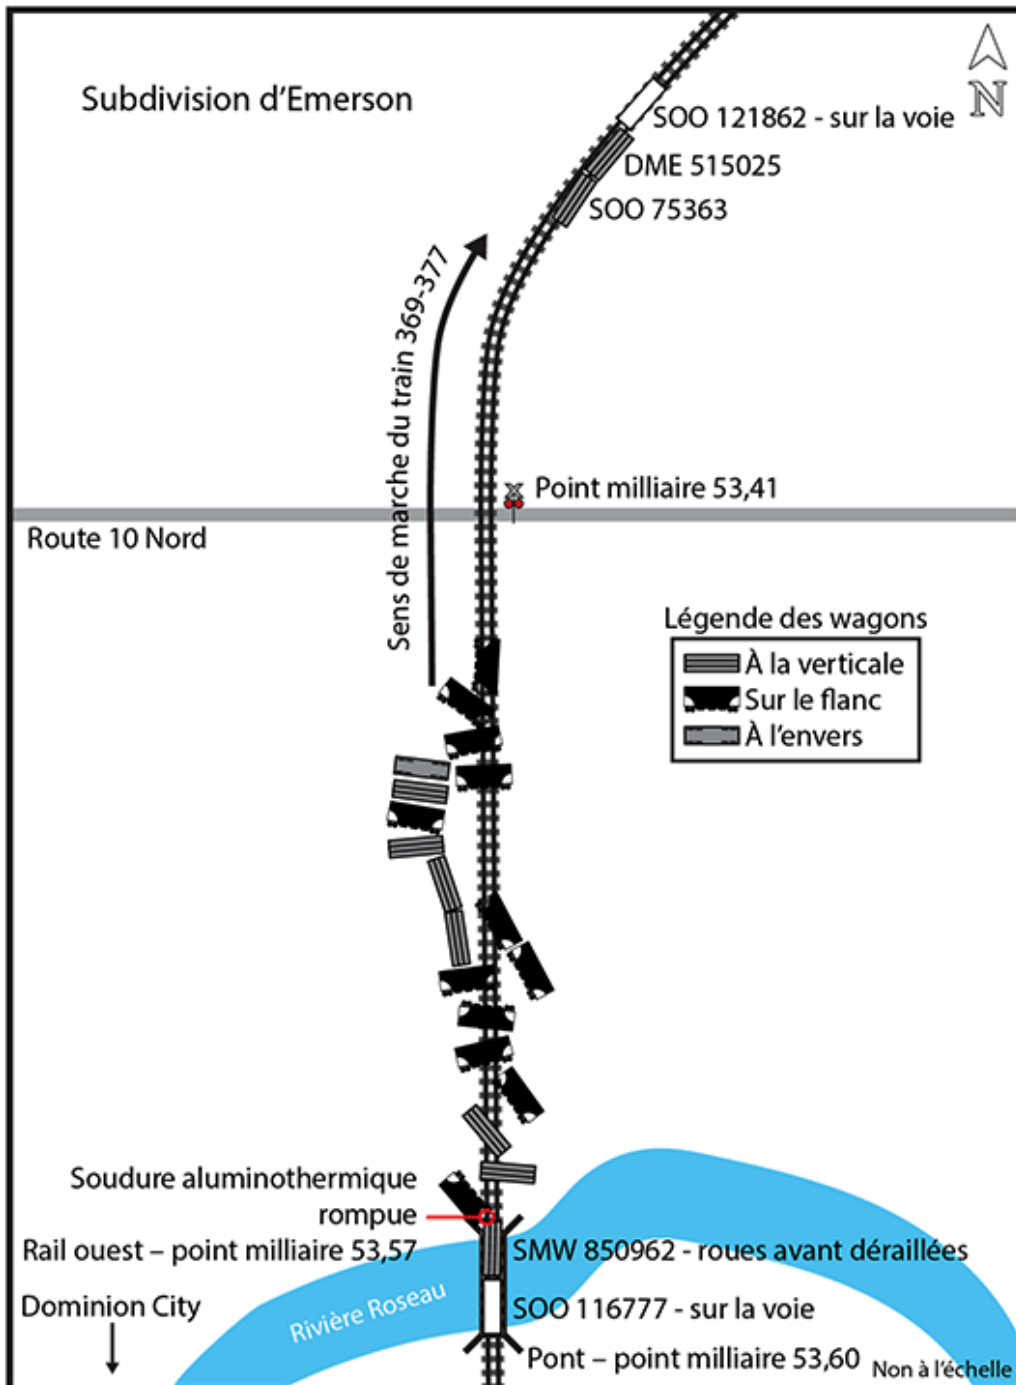 Subdivision d'Emerson
N
SOO 121862 - sur la voie
DME 515025
SOO 75363
Sens de marche du train 369-377
Point milliaire 53,41
Route 10 Nord
Légende des wagons
À la verticale
Sur le flanc
À l'envers
Soudure aluminothermique
rompue
Rail ouest – point milliaire 53,57
SMW 850962 - roues avant déraillées
Dominion City
Rivière Roseau
SOO 116777 - sur la voie
Pont – point milliaire 53,60
Non à l'échelle